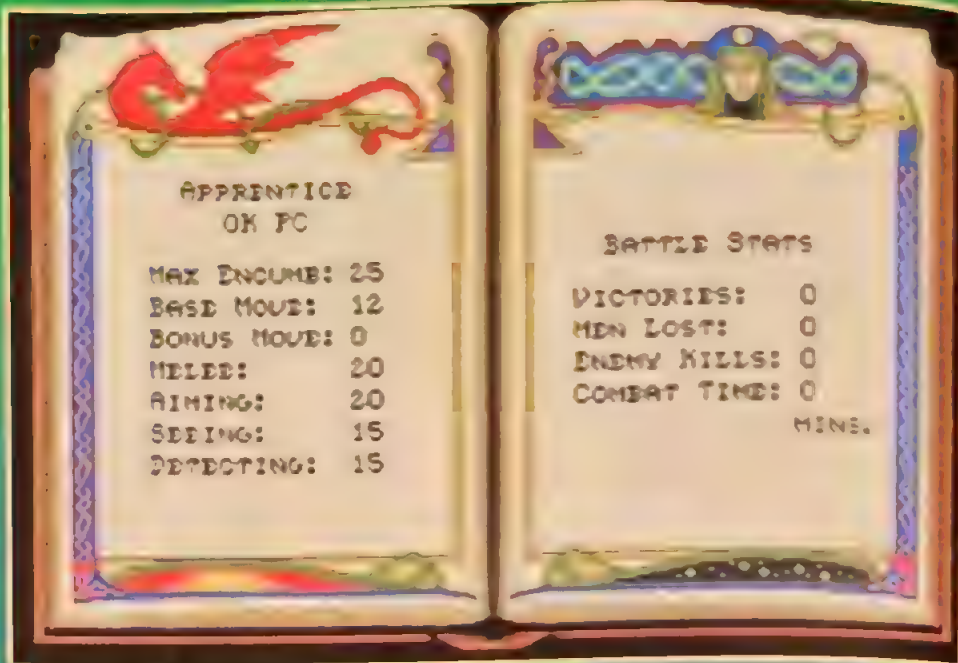 APPRENTICE
OK PC
MAX ENCUMB: 25
BASE MOVE: 12
BONUS MOVE: 0
MELEE: 20
AIMING: 20
SEEING: 15
DETECTING: 15
BATTLE STATS
VICTORIES: 0
MEN LOST: 0
ENEMY KILLS: 0
COMBAT TIME: 0
MINS.